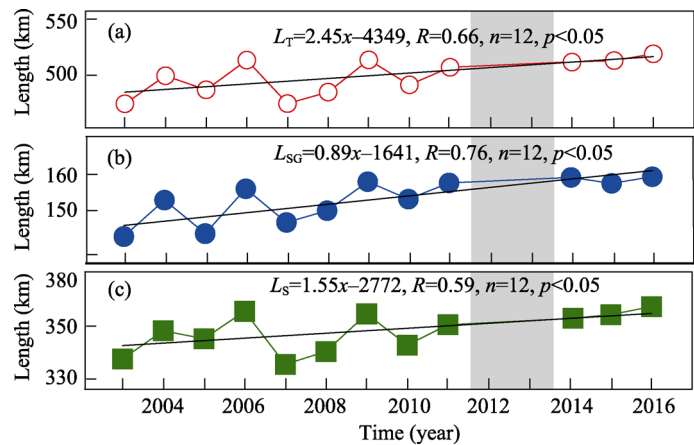 550
(a)
L_T=2.45x–4349, R=0.66, n=12, p<0.05
500
Length (km)
(b)
L_SG=0.89x–1641, R=0.76, n=12, p<0.05
160
150
Length (km)
380
(c)
L_S=1.55x–2772, R=0.59, n=12, p<0.05
350
330
Length (km)
2004 2006 2008 2010 2012 2014 2016
Time (year)